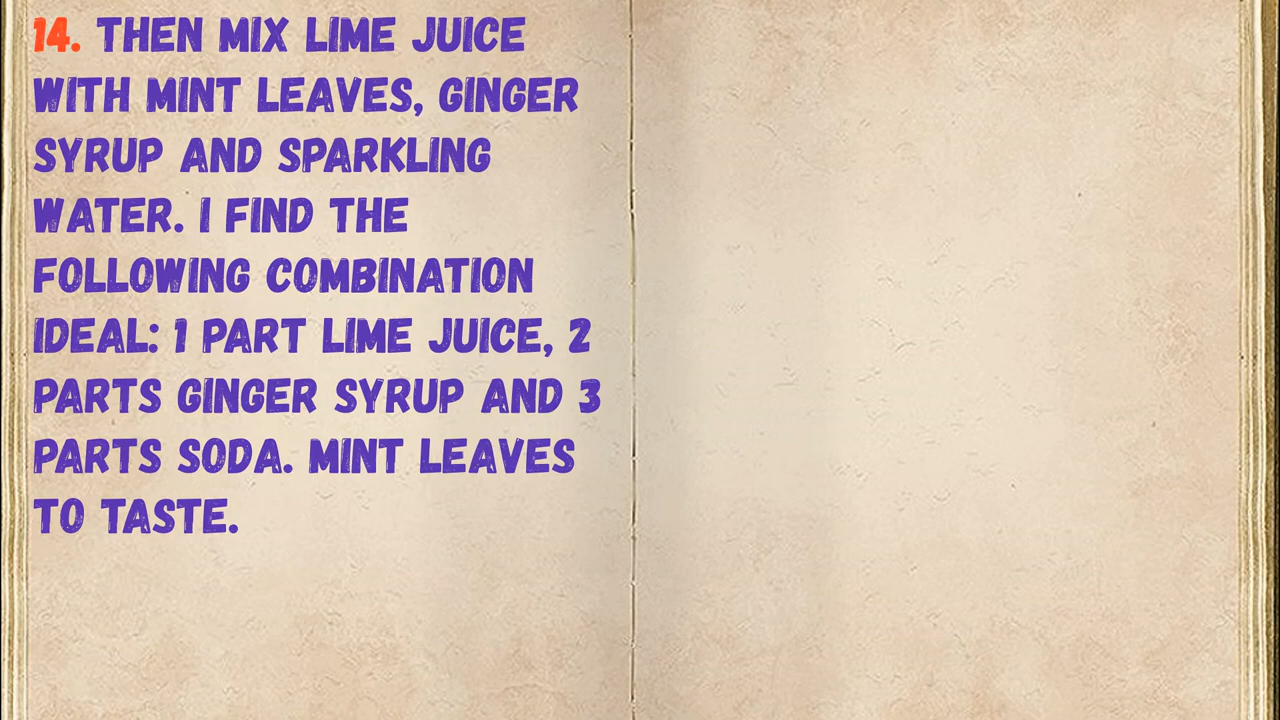 14. THEN MIX LIME JUICE
WITH MINT LEAVES, GINGER
SYRUP AND SPARKLING
WATER. I FIND THE
FOLLOWING COMBINATION
IDEAL: 1 PART LIME JUICE, 2
PARTS GINGER SYRUP AND 3
PARTS SODA. MINT LEAVES
TO TASTE.